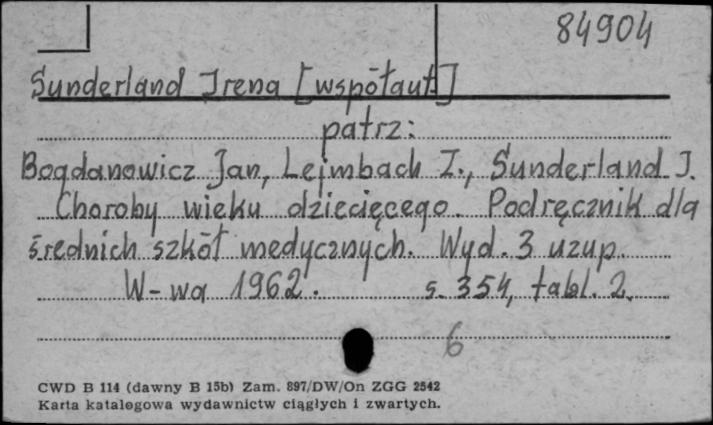 84904
Sunderland Irena [współaut.]
patrz:
Bogdanowicz Jan, Lejmbach I., Sunderland I.
Choroby wieku dziecięcego. Podręcznik dla
średnich szkół medycznych. Wyd. 3 uzup.
W-wa 1962. s. 354, tabl. 2.
6
CWD B 114 (dawny B 15b) Zam. 897/DW/On ZGG 2542
Karta katalogowa wydawnictw ciągłych i zwartych.